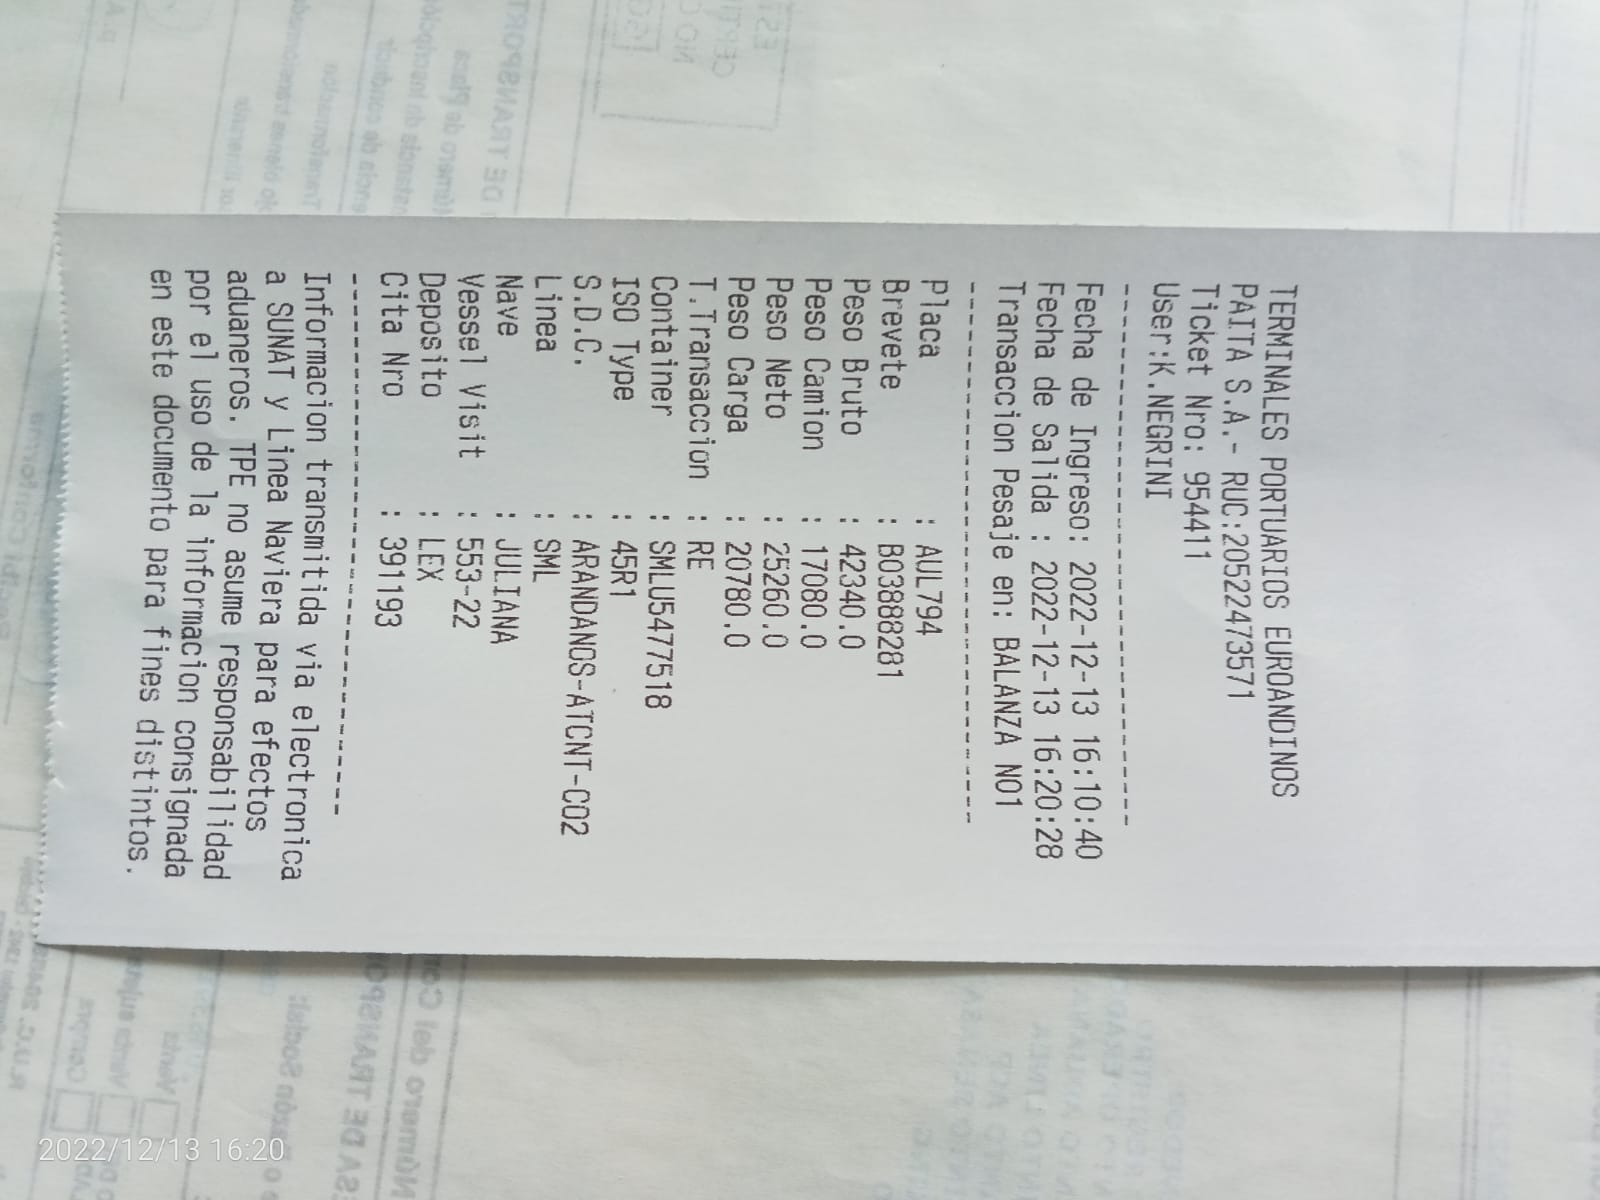 TERMINALES PORTUARIOS EUROANDINOS
PAITA S.A.- RUC:20522473571
Ticket Nro: 954411
User:K.NEGRINI
Fecha de Ingreso: 2022-12-13 16:10:40
Fecha de Salida : 2022-12-13 16:20:28
Transaccion Pesaje en: BALANZA N01
Placa : AUL794
Brevete : B03888281
Peso Bruto : 42340.0
Peso Camion : 17080.0
Peso Neto : 25260.0
Peso Carga : 20780.0
T.Transaccion : RE
Container : SMLU5477518
ISO Type : 45R1
S.D.C. : ARANDANOS-ATCNT-C02
Linea : SML
Nave : JULIANA
Vessel Visit : 553-22
Deposito : LEX
Cita Nro : 391193
Informacion transmitida via electronica
a SUNAT y Linea Naviera para efectos
aduaneros. TPE no asume responsabilidad
por el uso de la informacion consignada
en este documento para fines distintos.
2022/12/13 16:20